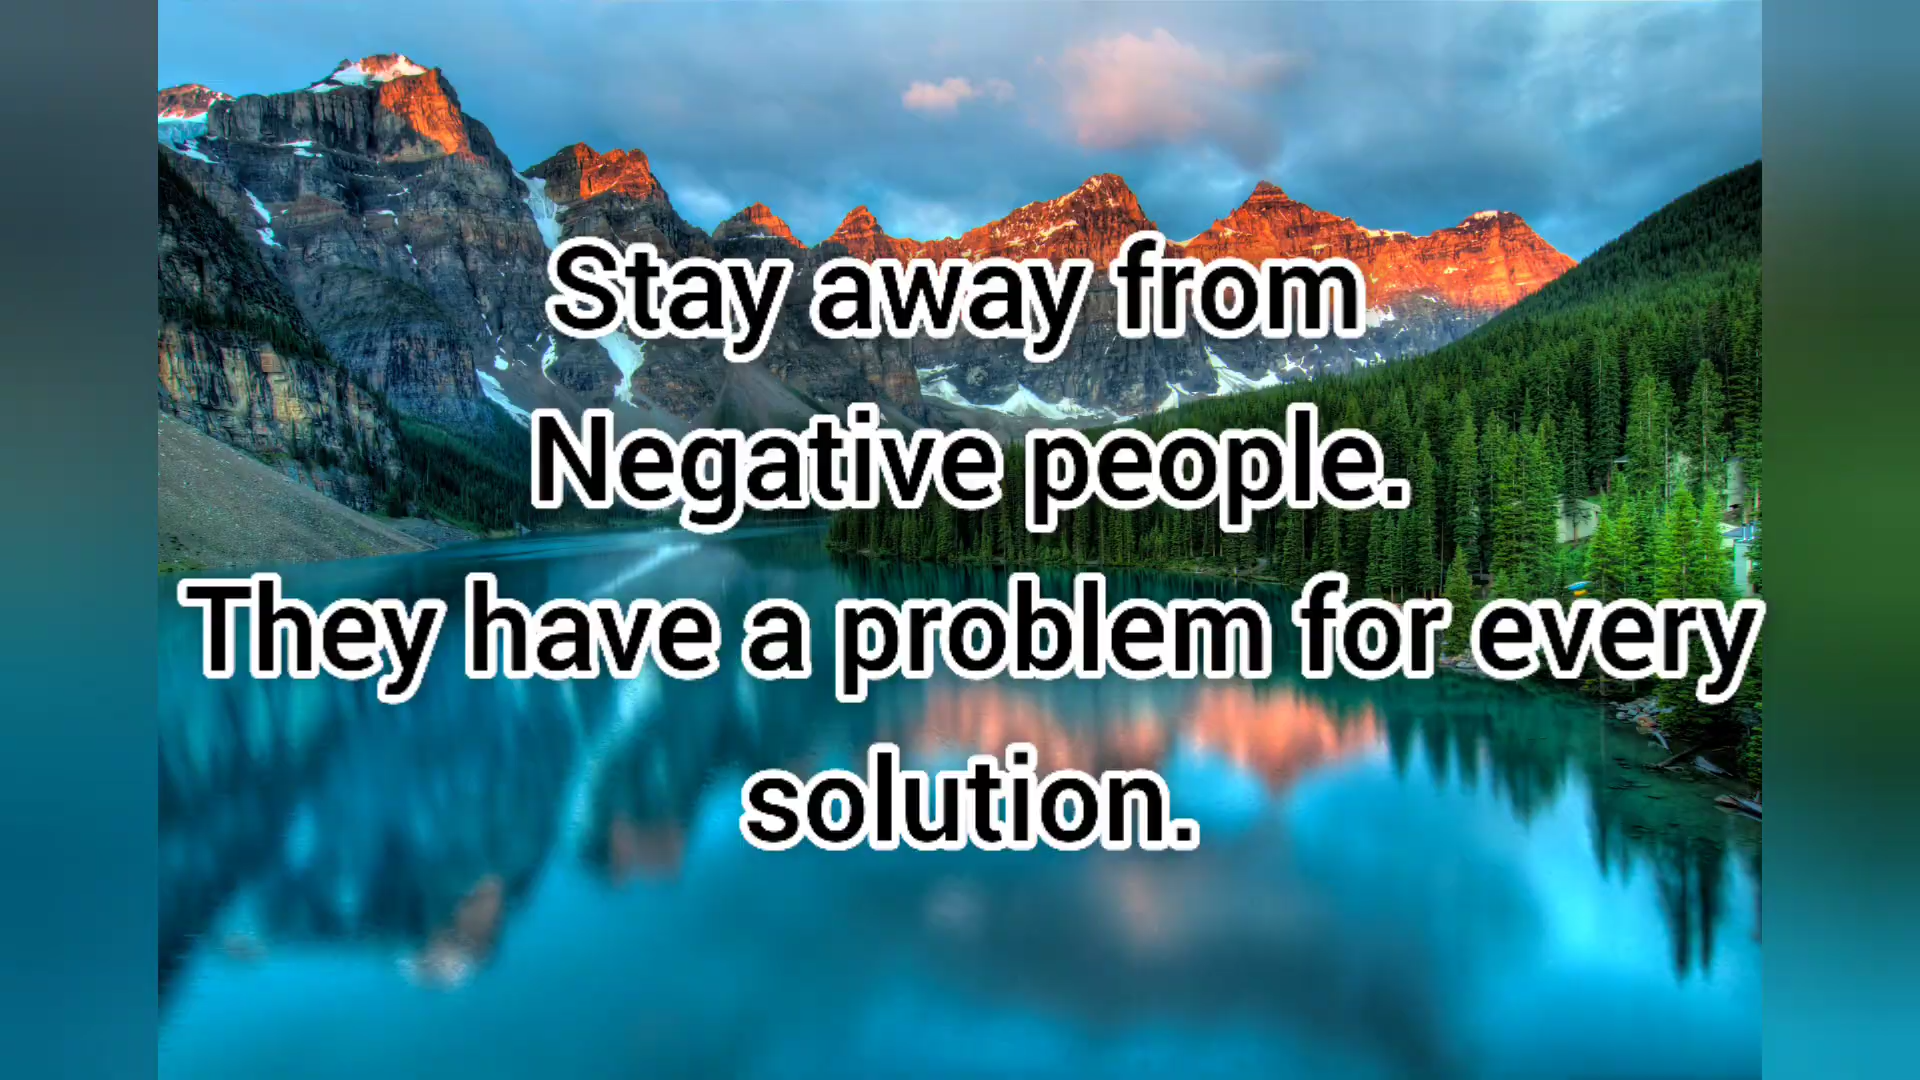 Stay away from
Negative people.
They have a problem for every
solution.